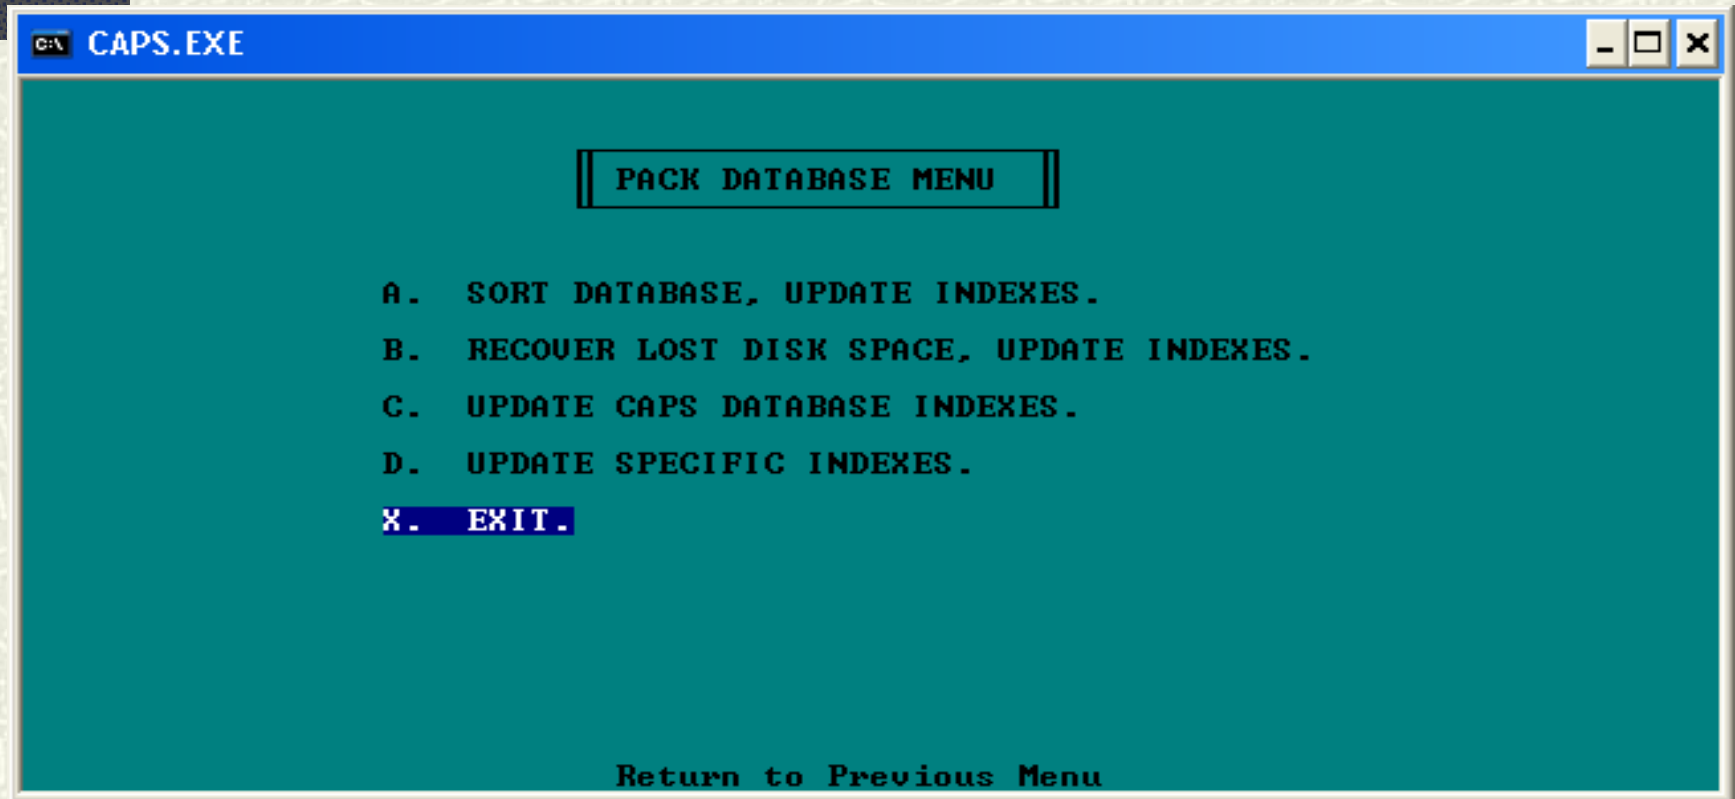 C:\ CAPS.EXE
PACK DATABASE MENU
A. SORT DATABASE, UPDATE INDEXES.
B. RECOVER LOST DISK SPACE, UPDATE INDEXES.
C. UPDATE CAPS DATABASE INDEXES.
D. UPDATE SPECIFIC INDEXES.
X. EXIT.
Return to Previous Menu